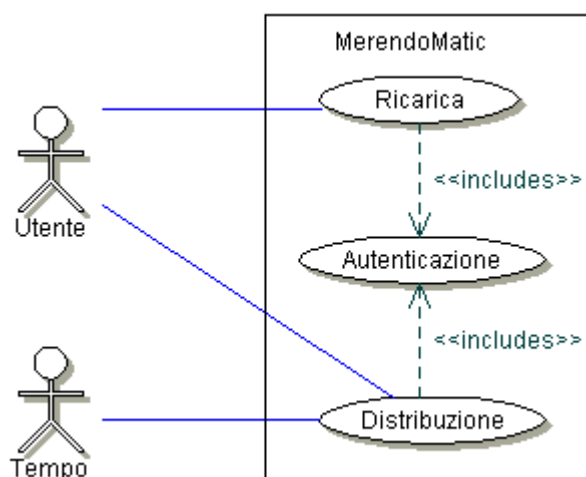 MerendoMatic
Ricarica
<<includes>>
Utente
Autenticazione
<<includes>>
Distribuzione
Tempo